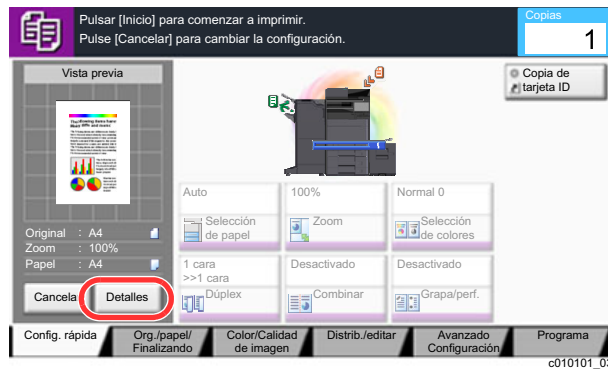 Pulsar [Inicio] para comenzar a imprimir.
Pulse [Cancelar] para cambiar la configuración.
Copias
1
Vista previa
Copia de
tarjeta ID
Original : A4
Zoom : 100%
Papel : A4
Cancela
Detalles
Auto
Selección
de papel
100%
Zoom
Normal 0
Selección
de colores
1 cara
>>1 cara
Dúplex
Desactivado
Combinar
Desactivado
Grapa/perf.
Config. rápida
Org./papel/
Finalizando
Color/Calidad
de imagen
Distrib./editar
Avanzado
Configuración
Programa